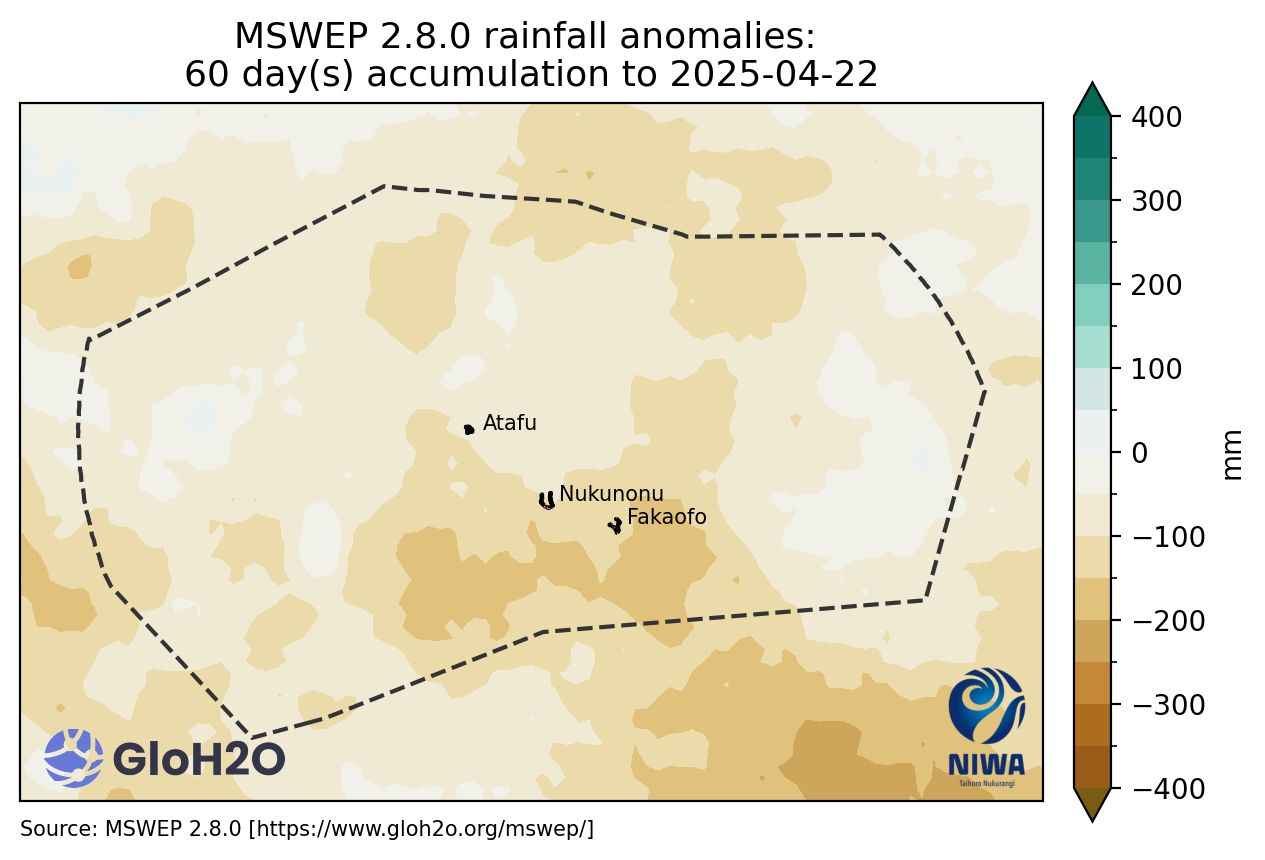 MSWEP 2.8.0 rainfall anomalies:
60 day(s) accumulation to 2025-04-22
400
300
200
100
0
−100
−200
−300
−400
mm
Atafu
Nukunonu
Fakaofo
GloH2O
NIWA
Taihoro Nukurangi
Source: MSWEP 2.8.0 [https://www.gloh2o.org/mswep/]